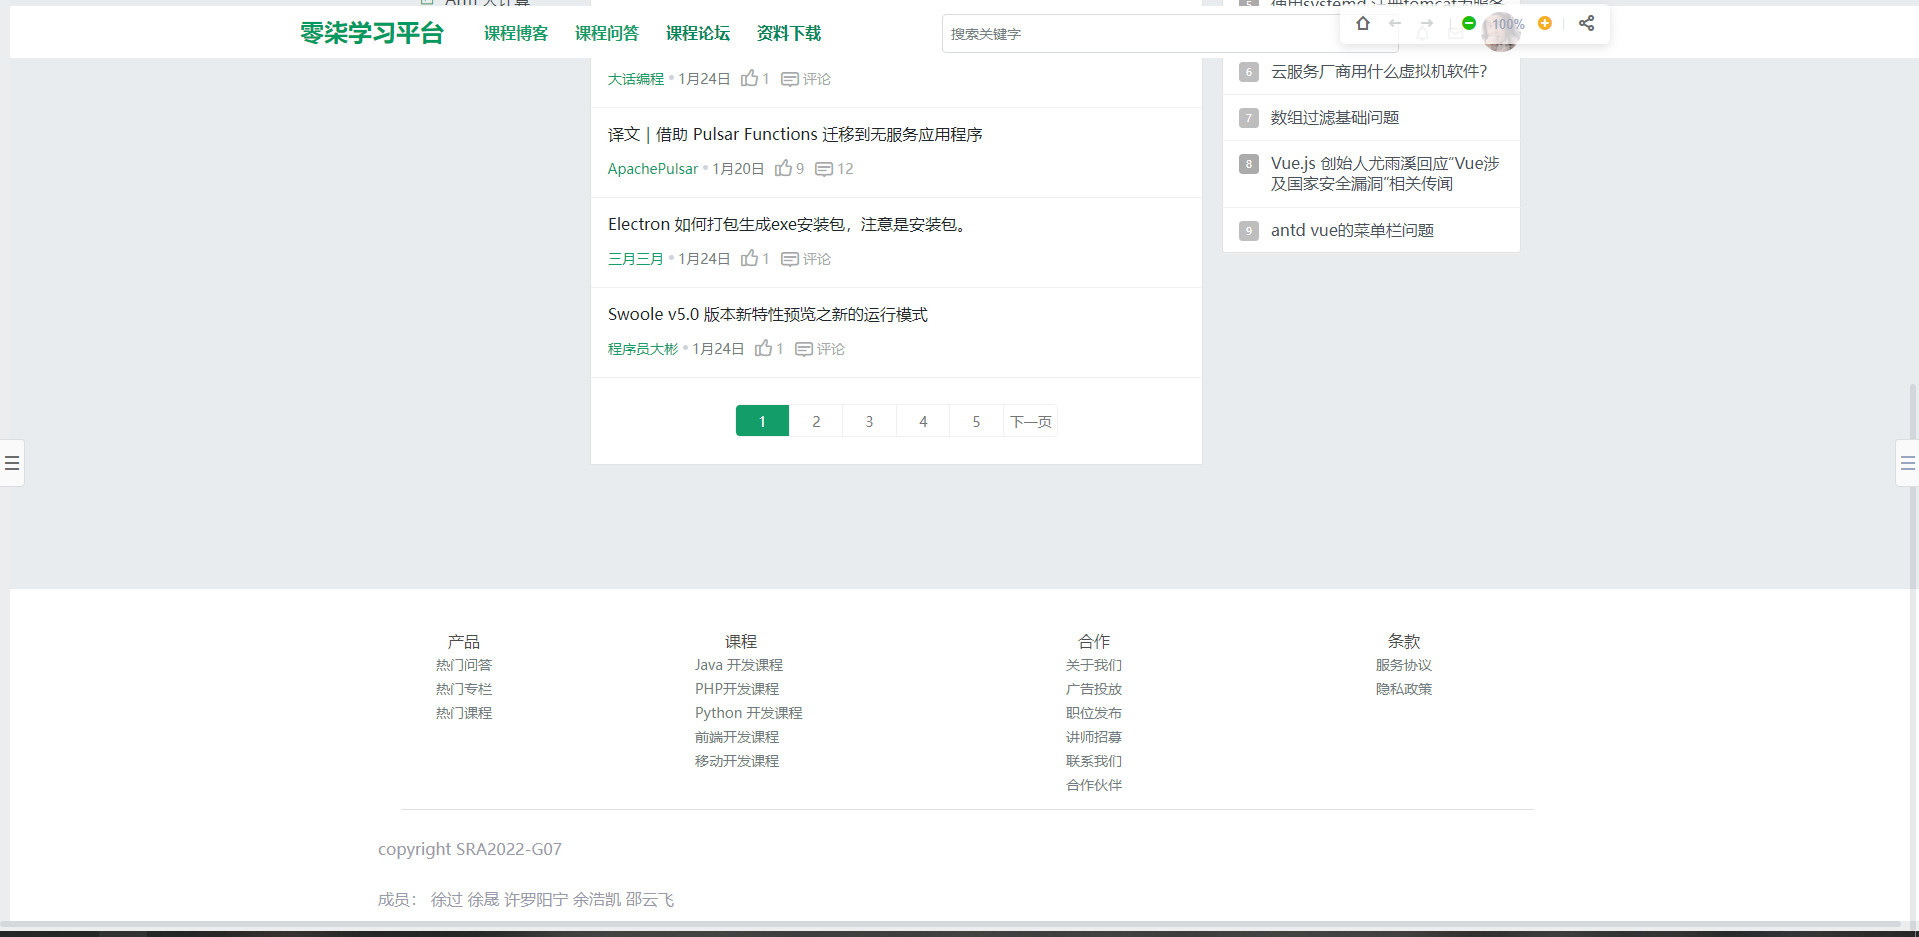 零柒学习平台 课程博客 课程问答 课程论坛 资料下载 搜索关键字 100%
大话编程 • 1月24日 1 评论
译文 | 借助 Pulsar Functions 迁移到无服务应用程序
ApachePulsar • 1月20日 9 12
Electron 如何打包生成exe安装包，注意是安装包。
三月三月 • 1月24日 1 评论
Swoole v5.0 版本新特性预览之新的运行模式
程序员大彬 • 1月24日 1 评论
1 2 3 4 5 下一页
6 云服务厂商用什么虚拟机软件？
7 数组过滤基础问题
8 Vue.js 创始人尤雨溪回应“Vue涉
及国家安全漏洞”相关传闻
9 antd vue的菜单栏问题
产品
热门问答
热门专栏
热门课程
课程
Java 开发课程
PHP开发课程
Python 开发课程
前端开发课程
移动开发课程
合作
关于我们
广告投放
职位发布
讲师招募
联系我们
合作伙伴
条款
服务协议
隐私政策
copyright SRA2022-G07
成员： 徐过 徐晟 许罗阳宁 余浩凯 邵云飞